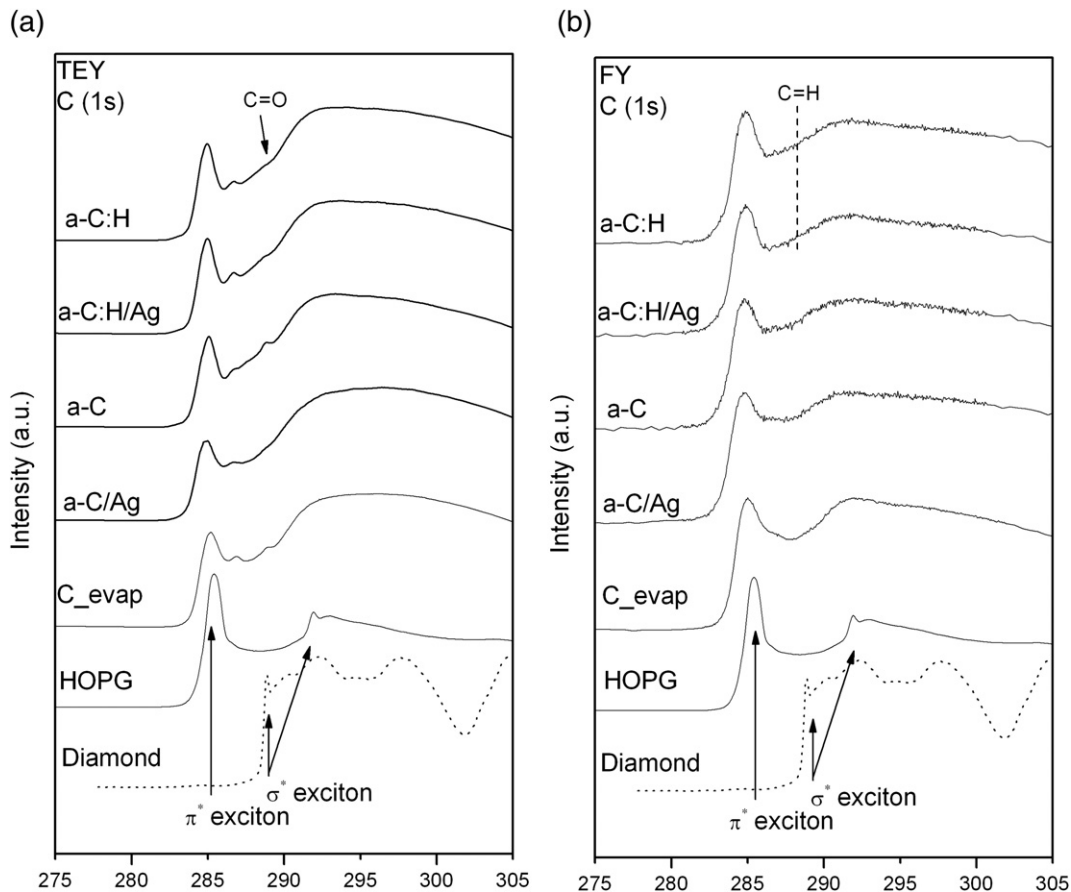 (a)
TEY
C (1s)
C=O
a-C:H
a-C:H/Ag
a-C
a-C/Ag
C_evap
HOPG
Diamond
π* exciton
σ* exciton
Intensity (a.u.)
275 280 285 290 295 300 305
(b)
FY
C (1s)
C=H
a-C:H
a-C:H/Ag
a-C
a-C/Ag
C_evap
HOPG
Diamond
π* exciton
σ* exciton
Intensity (a.u.)
275 280 285 290 295 300 305